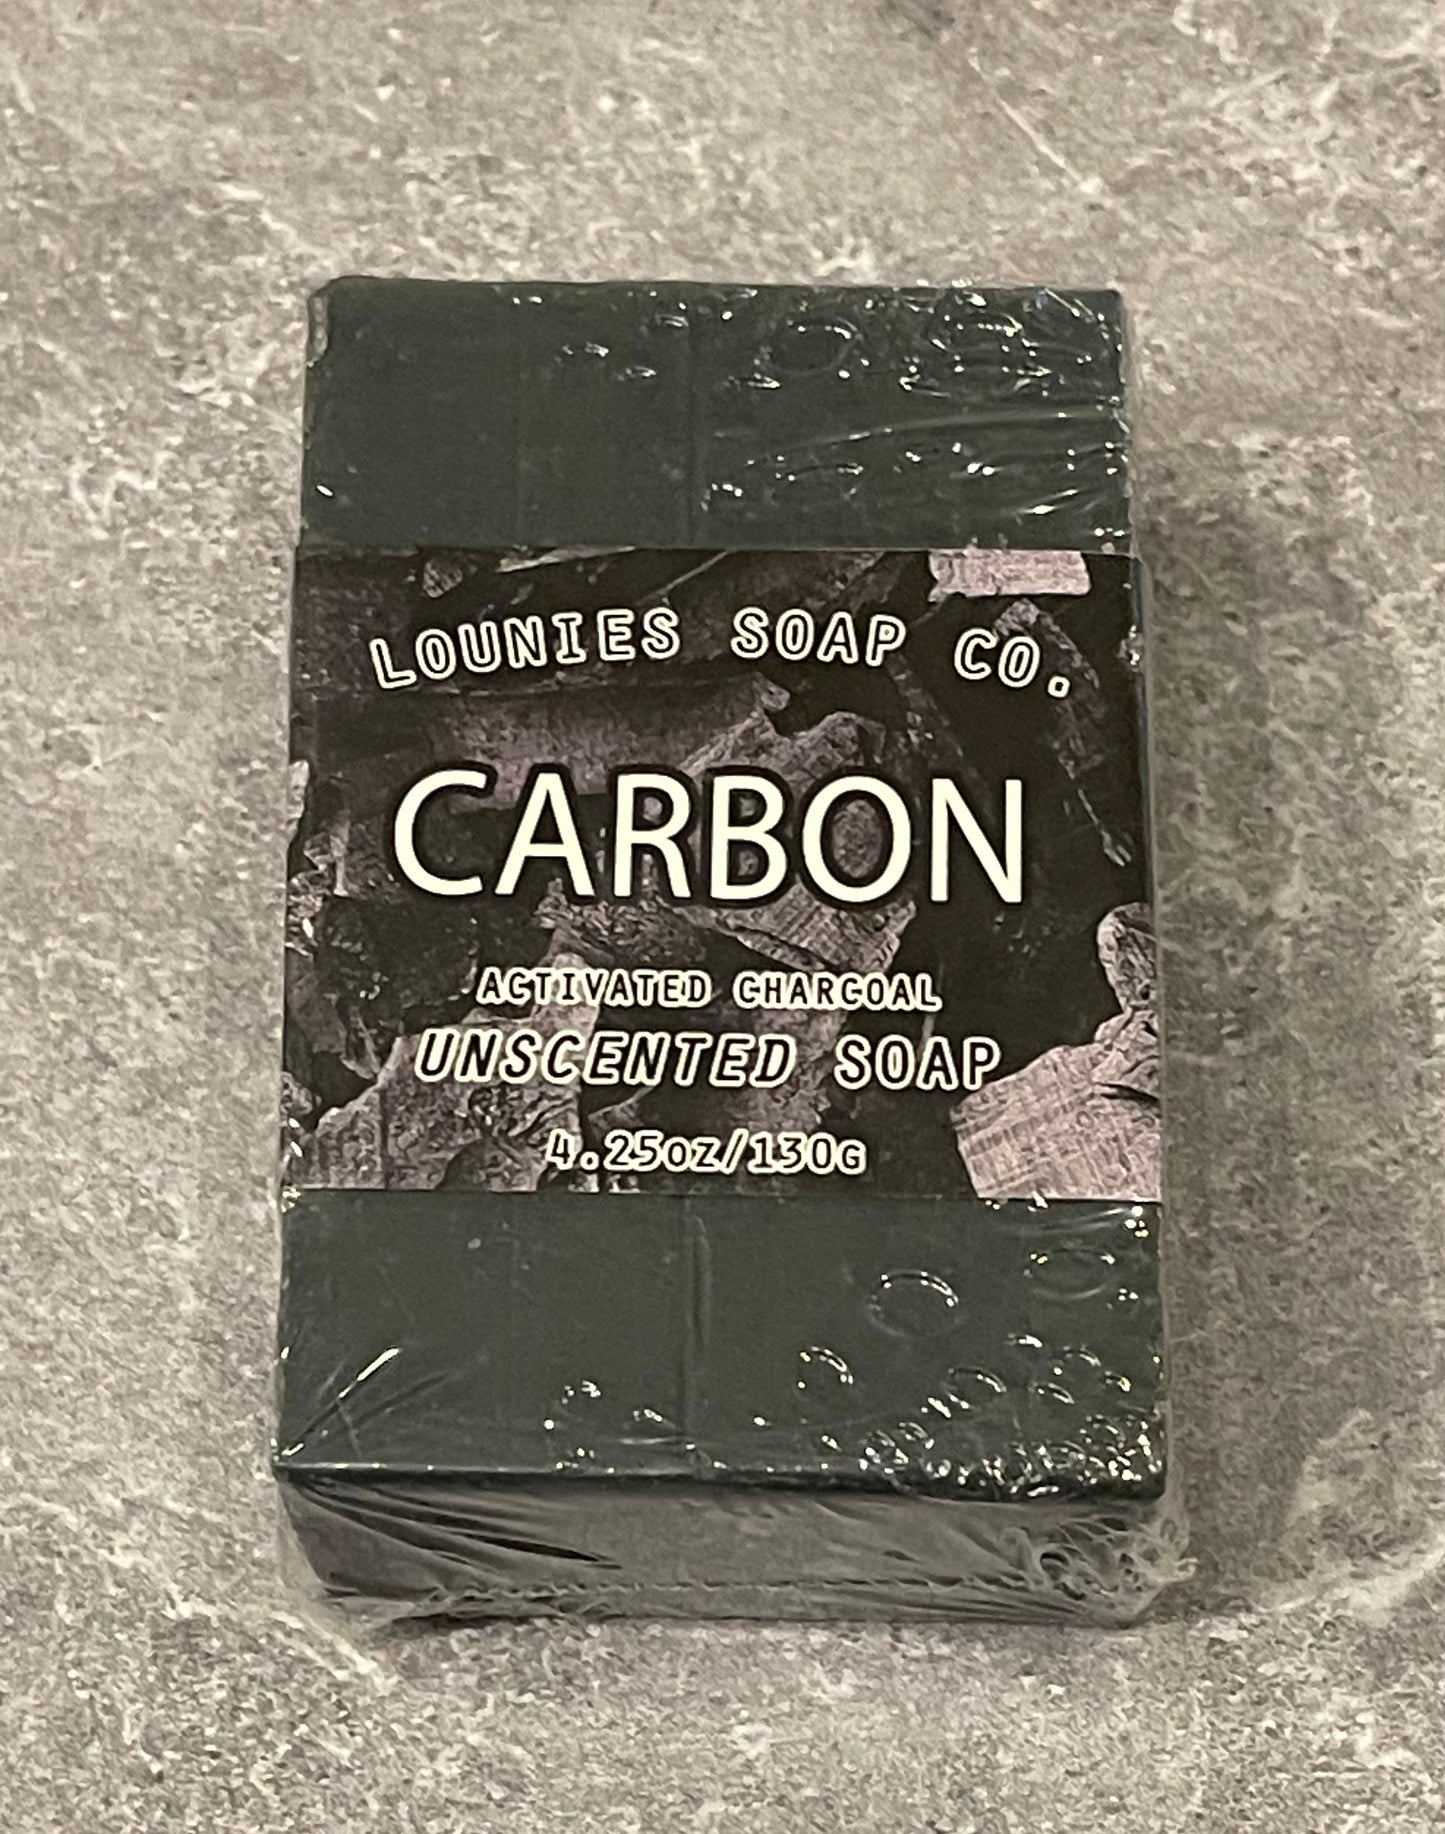 LOUNIES SOAP CO.
CARBON
ACTIVATED CHARCOAL
UNSCENTED SOAP
4.25oz/130G